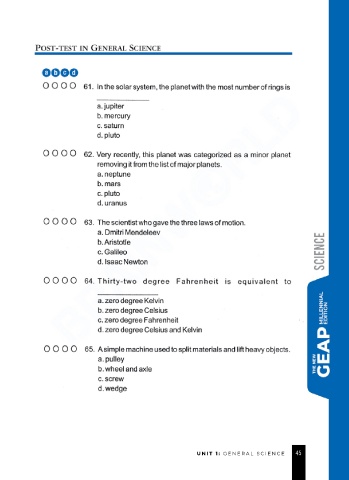 POST-TEST IN GENERAL SCIENCE
a b c d
61. In the solar system, the planet with the most number of rings is
____________
a. jupiter
b. mercury
c. saturn
d. pluto
62. Very recently, this planet was categorized as a minor planet
removing it from the list of major planets.
a. neptune
b. mars
c. pluto
d. uranus
63. The scientist who gave the three laws of motion.
a. Dmitri Mendeleev
b. Aristotle
c. Galileo
d. Isaac Newton
64. Thirty-two degree Fahrenheit is equivalent to
______________.
a. zero degree Kelvin
b. zero degree Celsius
c. zero degree Fahrenheit
d. zero degree Celsius and Kelvin
65. A simple machine used to split materials and lift heavy objects.
a. pulley
b. wheel and axle
c. screw
d. wedge
SCIENCE
THE NEW
GEAP
MILLENNIAL
EDITION
UNIT 1: GENERAL SCIENCE 45